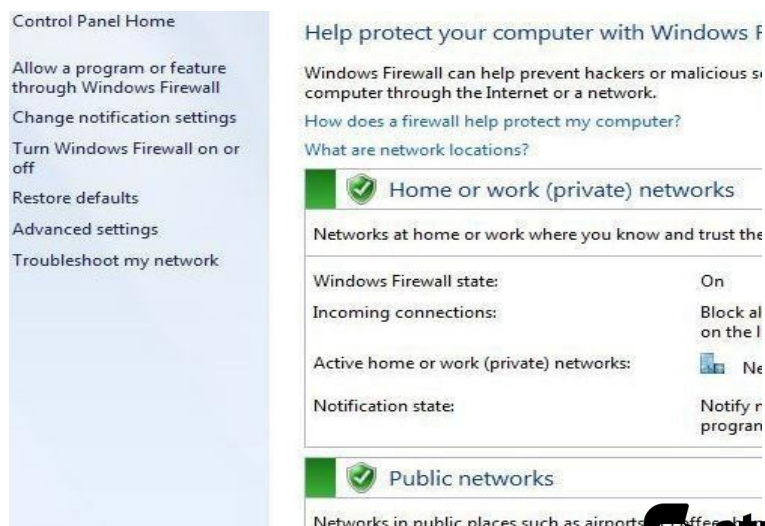 Control Panel Home
Allow a program or feature
through Windows Firewall
Change notification settings
Turn Windows Firewall on or
off
Restore defaults
Advanced settings
Troubleshoot my network
Help protect your computer with Windows
Windows Firewall can help prevent hackers or malicious
computer through the Internet or a network.
How does a firewall help protect my computer?
What are network locations?
Home or work (private) networks
Networks at home or work where you know and trust the
Windows Firewall state: On
Incoming connections: Block
on the
Active home or work (private) networks:
Notification state: Notify
Public networks
Networks in public places such as airports